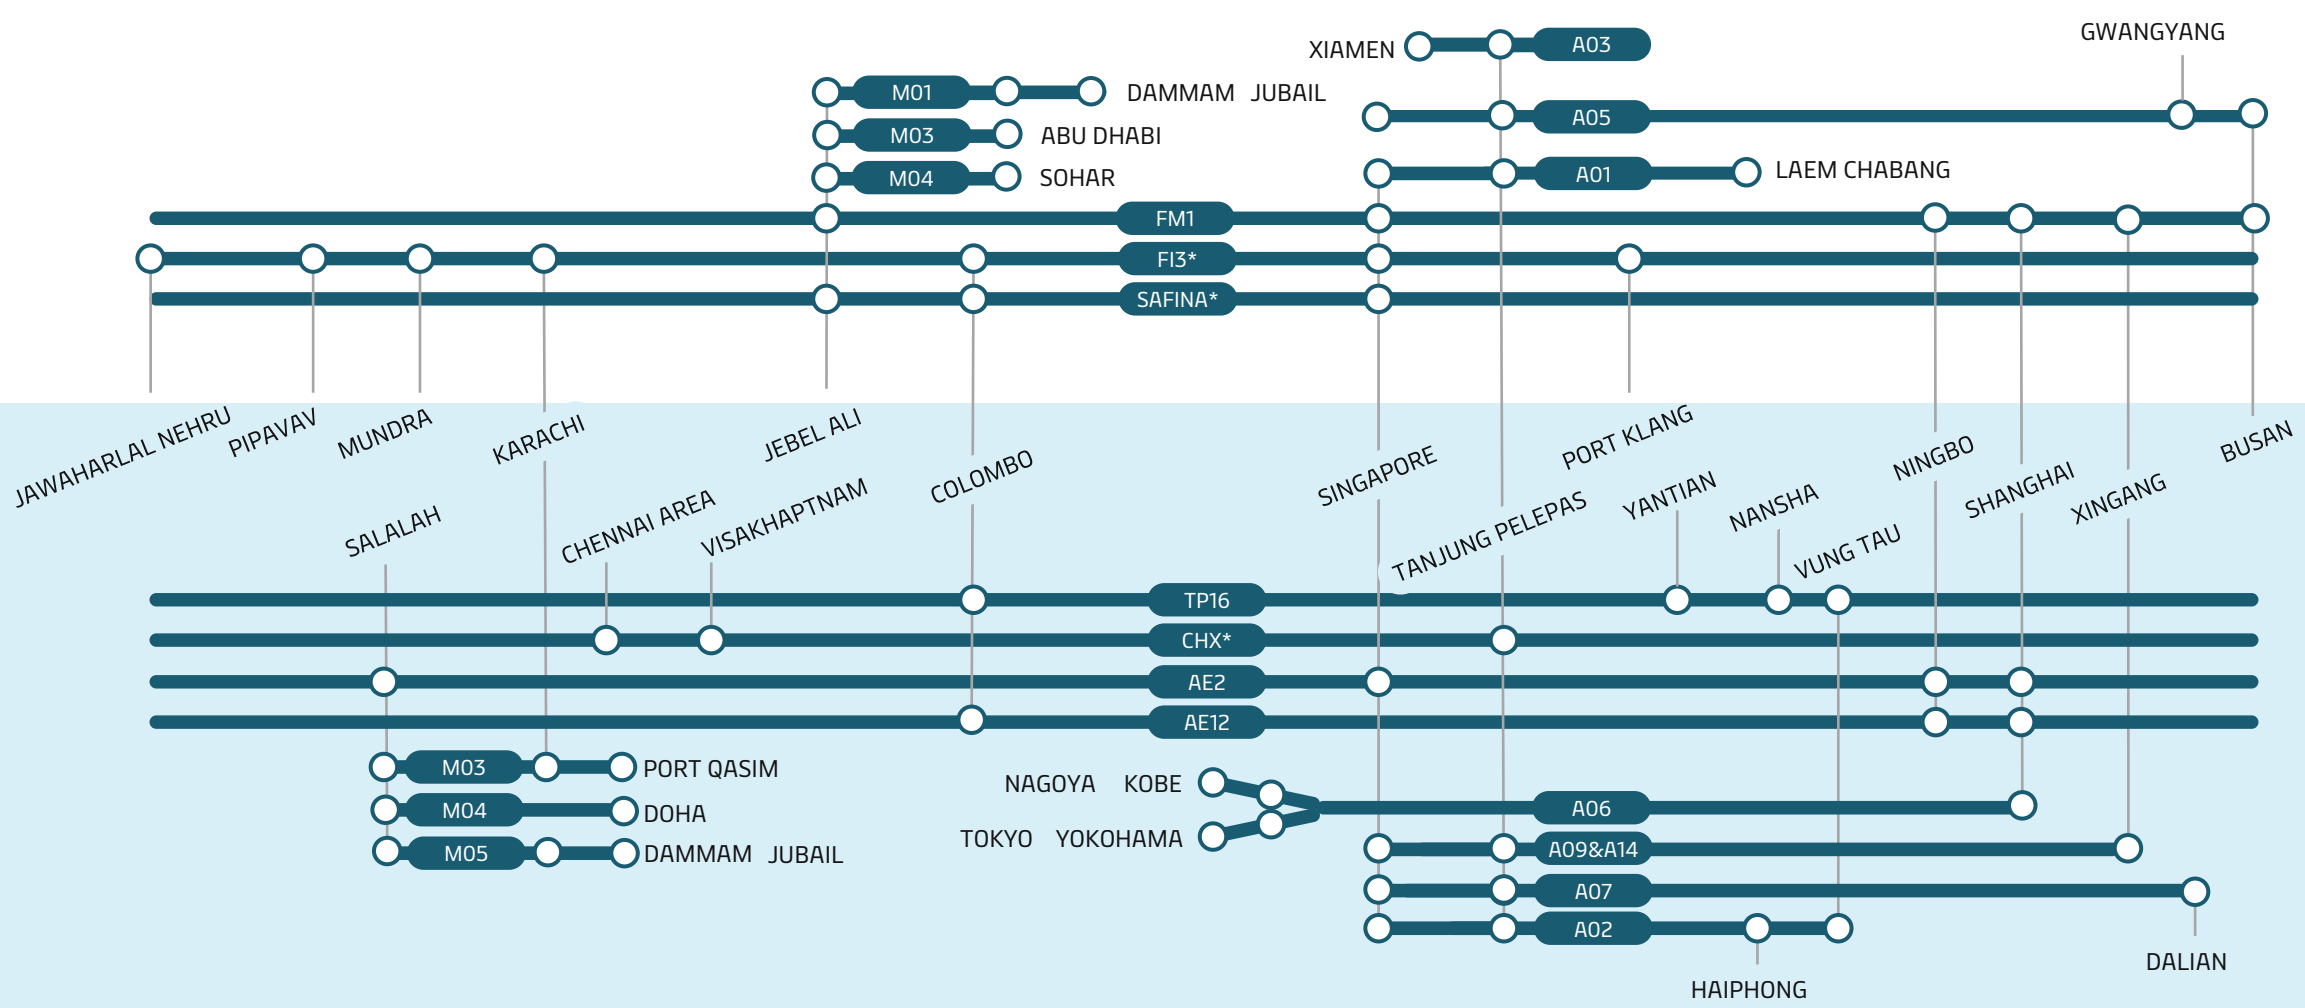 GWANGYANG
XIAMEN A03
M01 DAMMAM JUBAIL
A05
M03 ABU DHABI
M04 SOHAR
A01 LAEM CHABANG
FM1
FI3*
SAFINA*
JAWAHARLAL NEHRU
PIPAVAV
MUNDRA
KARACHI
JEBEL ALI
COLOMBO
SINGAPORE
PORT KLANG
NINGBO
SHANGHAI
XINGANG
BUSAN
SALALAH
CHENNAI AREA
VISAKHAPTNAM
TANJUNG PELEPAS
YANTIAN
NANSHA
VUNG TAU
TP16
CHX*
AE2
AE12
M03 PORT QASIM
NAGOYA KOBE
M04 DOHA
A06
TOKYO YOKOHAMA
M05 DAMMAM JUBAIL
A09&A14
A07
A02
DALIAN
HAIPHONG